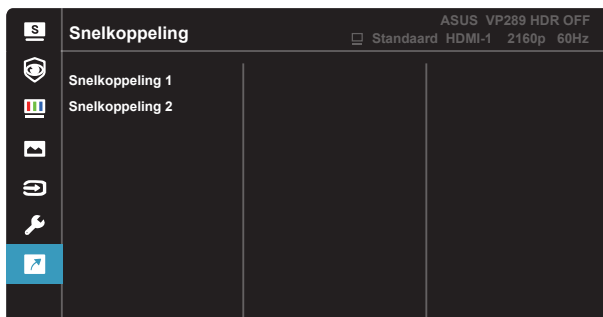 S
Snelkoppeling
ASUS VP289 HDR OFF
Standaard HDMI-1 2160p 60Hz
Snelkoppeling 1
Snelkoppeling 2